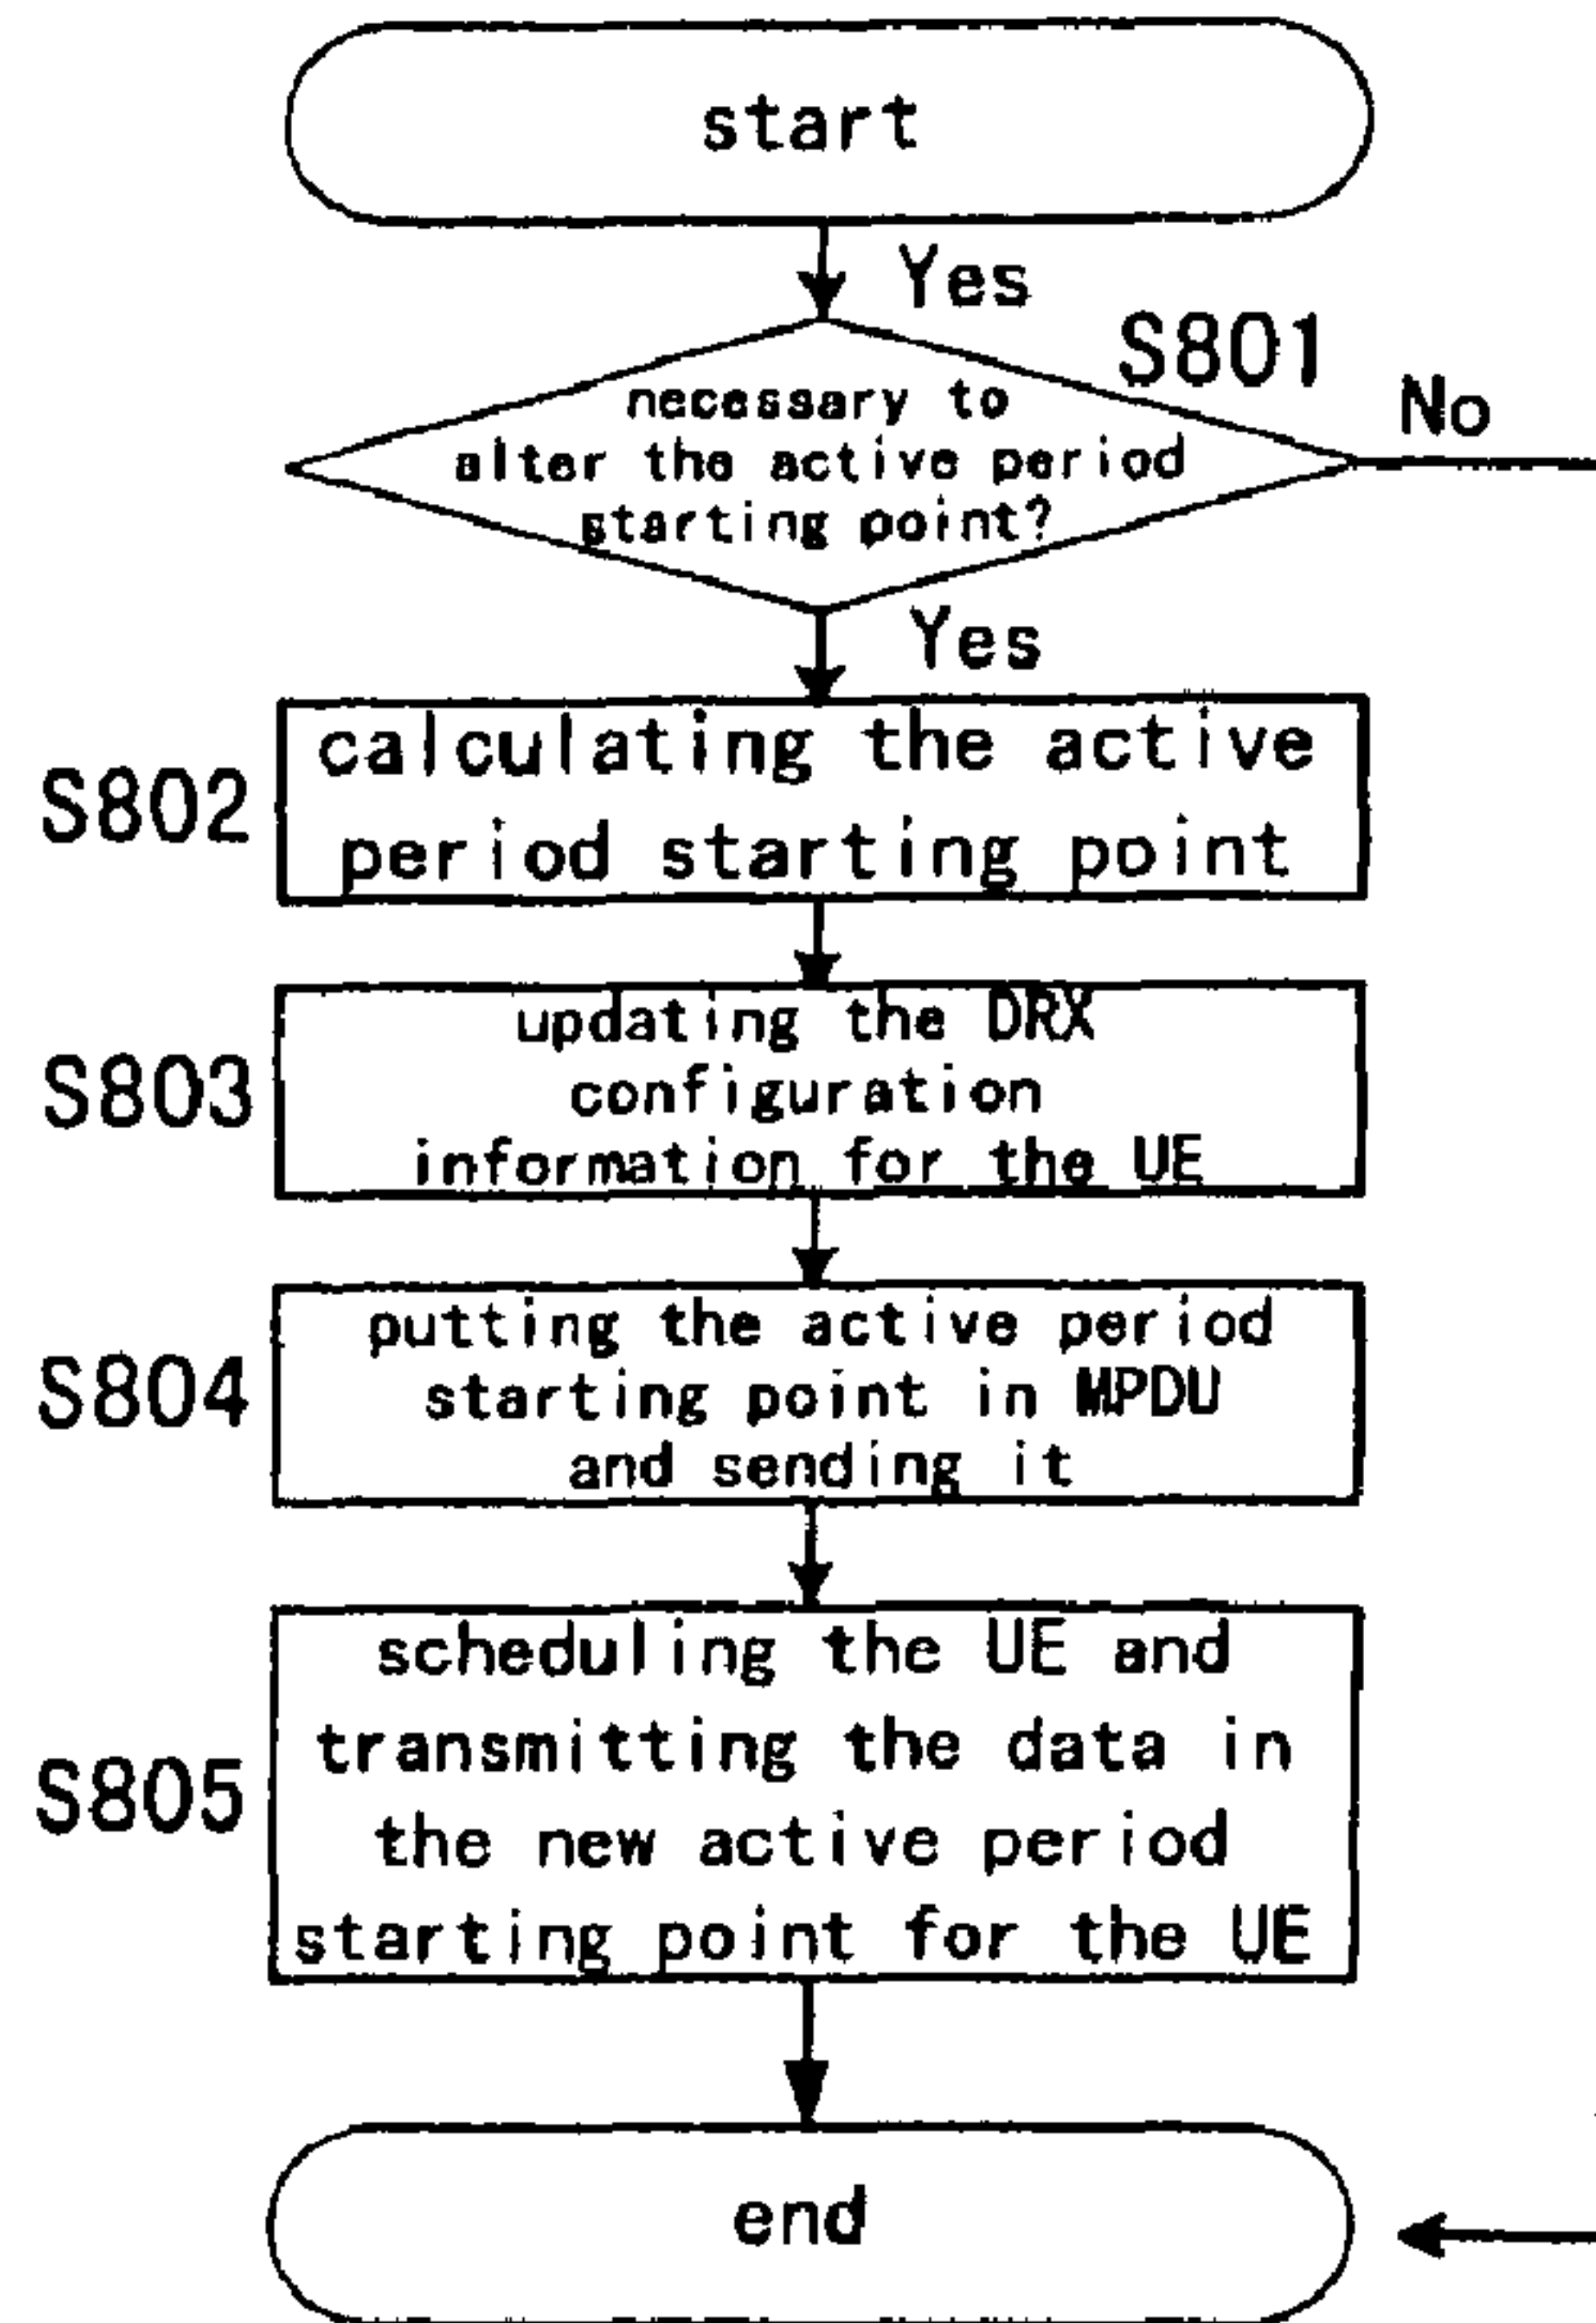 start
Yes
S801
No
necessary to
alter the active period
starting point?
Yes
S802
calculating the active
period starting point
S803
updating the DRX
configuration
information for the UE
S804
putting the active period
starting point in MPDU
and sending it
S805
scheduling the UE and
transmitting the data in
the new active period
starting point for the UE
end